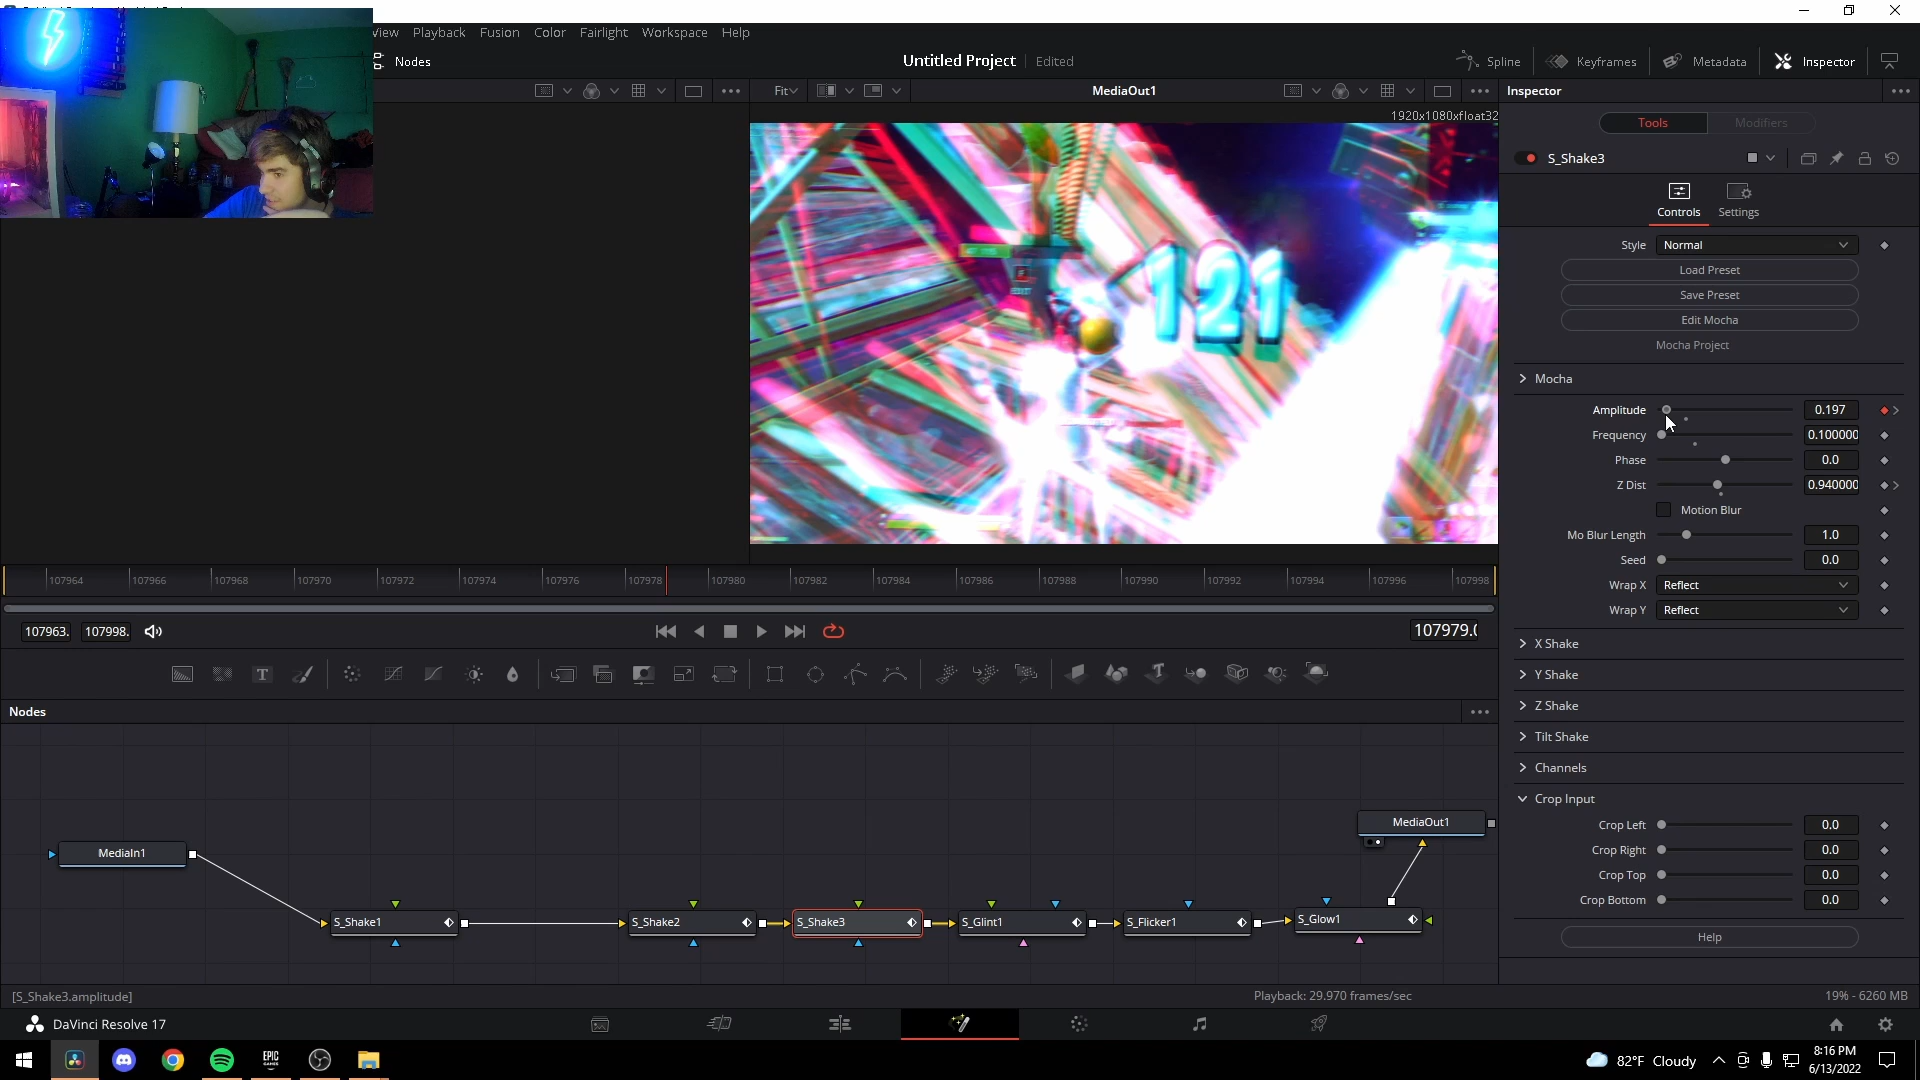 View Playback Fusion Color Fairlight Workspace Help
Nodes
Untitled Project Edited
Spline Keyframes Metadata Inspector
Fit
MediaOut1
Inspector
1920x1080xfloat32
Tools Modifiers
S_Shake3
Controls Settings
Style Normal
Load Preset
Save Preset
Edit Mocha
Mocha Project
Mocha
Amplitude 0.197
Frequency 0.100000
Phase 0.0
Z Dist 0.940000
Motion Blur
Mo Blur Length 1.0
Seed 0.0
Wrap X Reflect
Wrap Y Reflect
X Shake
Y Shake
Z Shake
Tilt Shake
Channels
Crop Input
Crop Left 0.0
Crop Right 0.0
Crop Top 0.0
Crop Bottom 0.0
Help
121
EDIT
107964 107966 107968 107970 107972 107974 107976 107978 107980 107982 107984 107986 107988 107990 107992 107994 107996 107998
107963. 107998. 107979.0
Nodes
MediaIn1
S_Shake1
S_Shake2
S_Shake3
S_Glint1
S_Flicker1
S_Glow1
MediaOut1
[S_Shake3.amplitude]
Playback: 29.970 frames/sec
19% - 6260 MB
DaVinci Resolve 17
EPIC
GAMES
82°F Cloudy
8:16 PM
6/13/2022